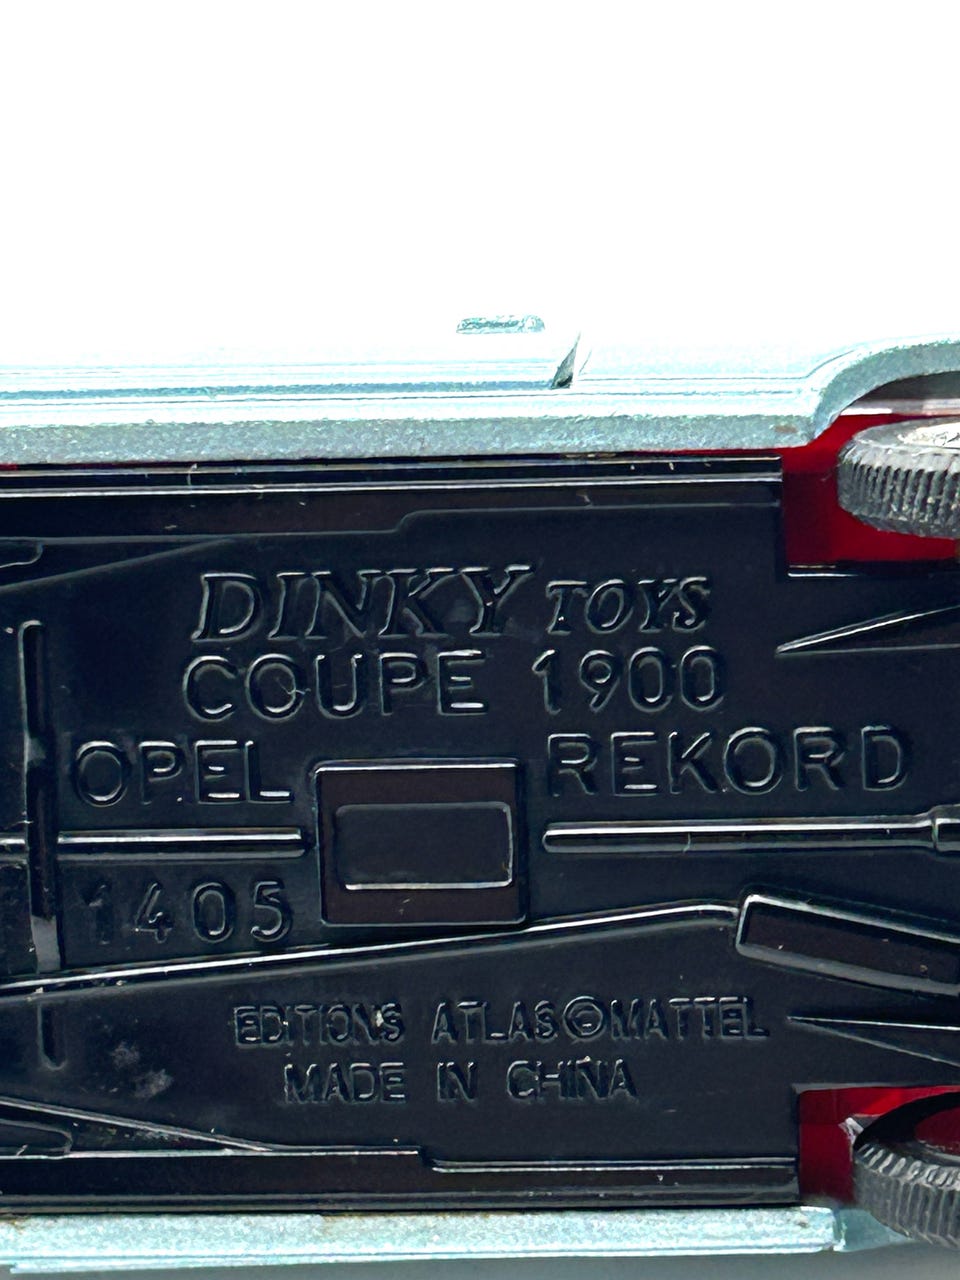 DINKY TOYS
COUPE 1900
OPEL REKORD
1405
EDITIONS ATLAS©MATTEL
MADE IN CHINA